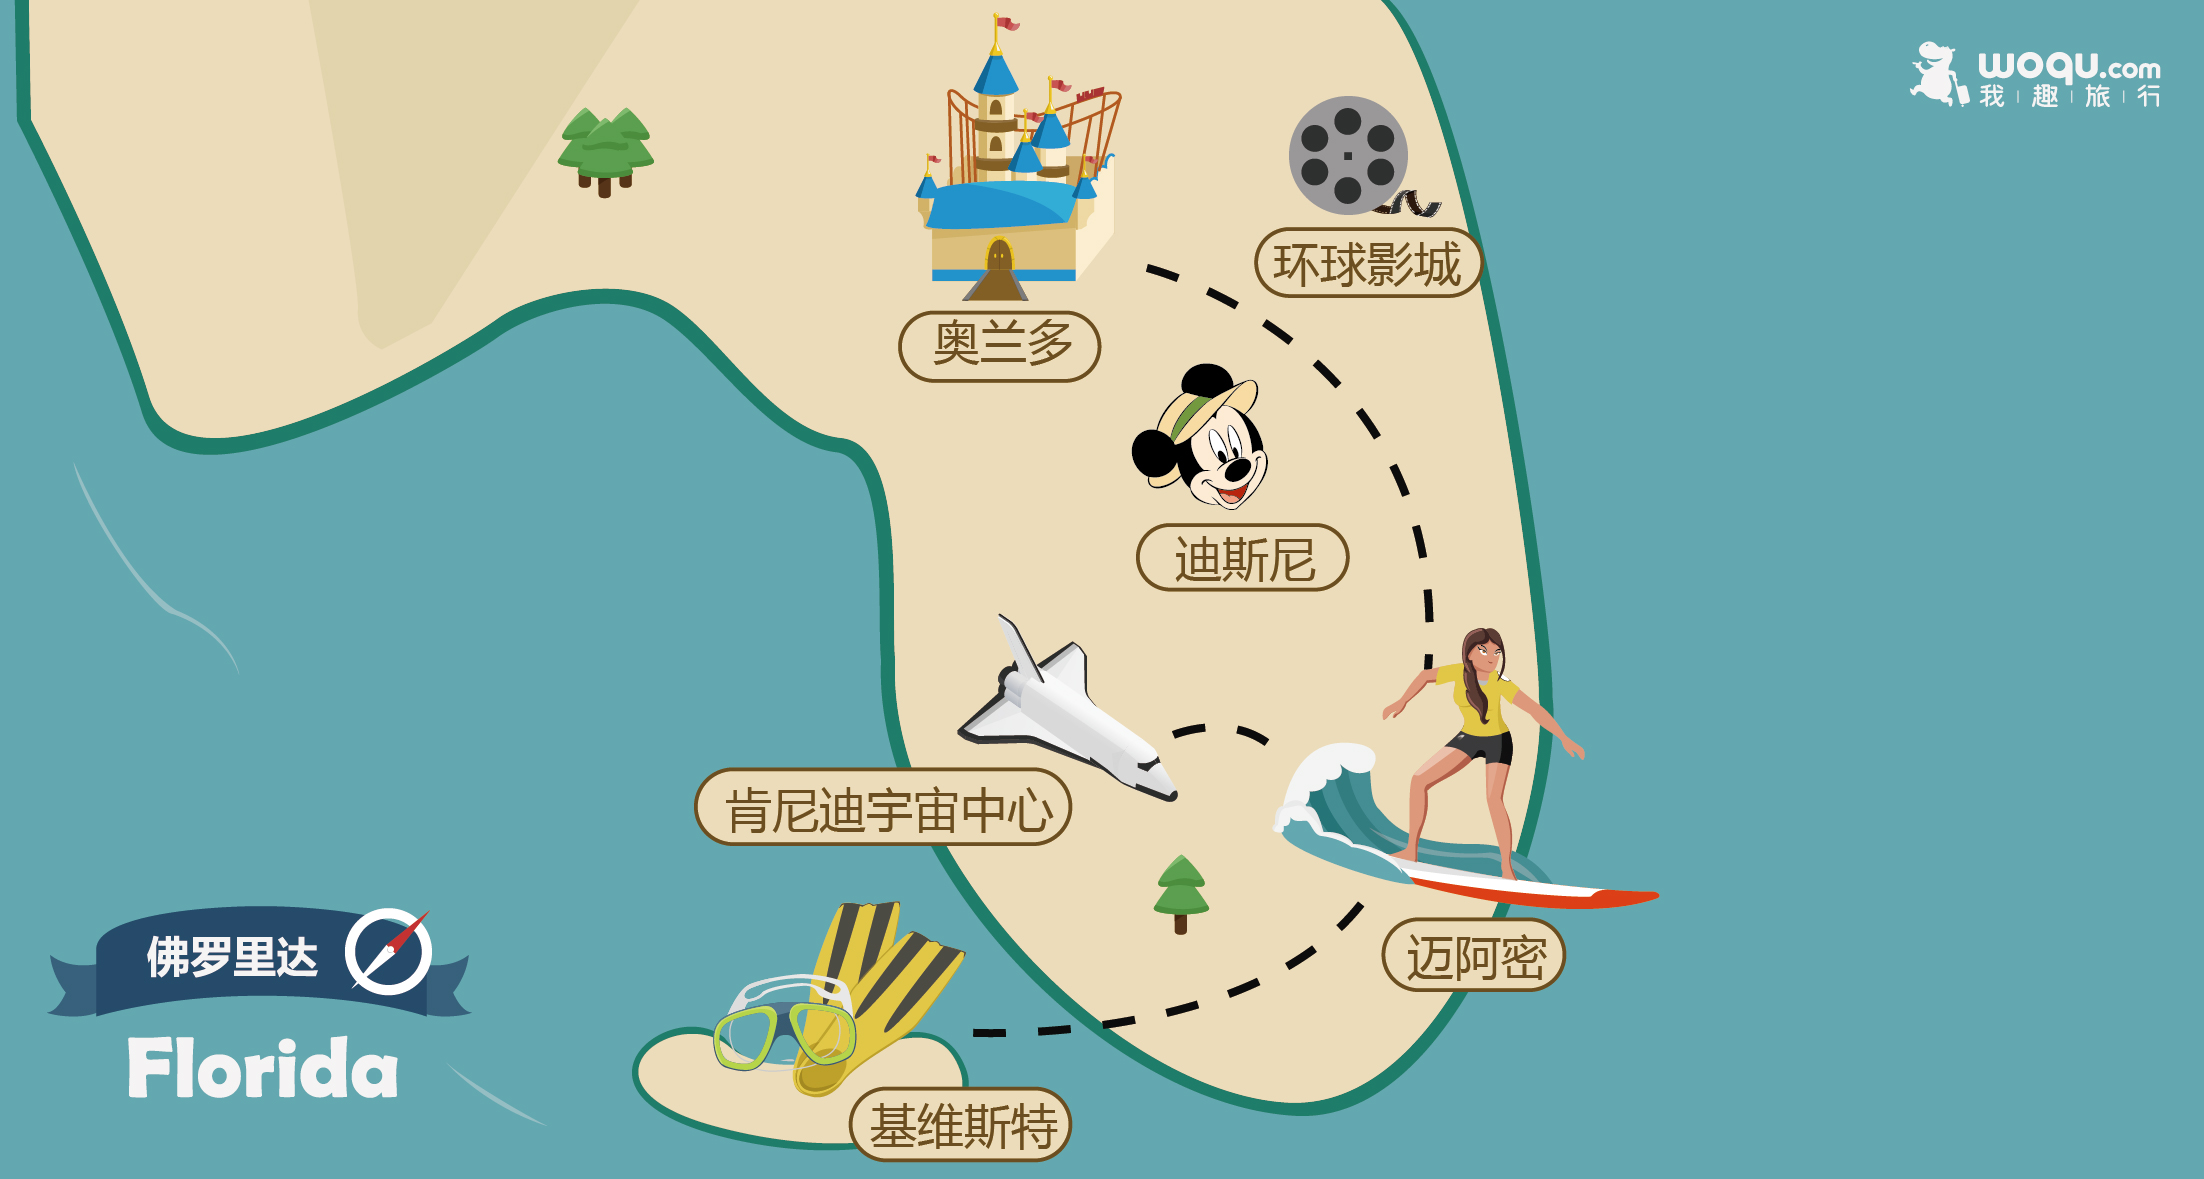 woqu.com
我趣旅行
环球影城
奥兰多
迪斯尼
肯尼迪宇宙中心
佛罗里达
迈阿密
Florida
基维斯特